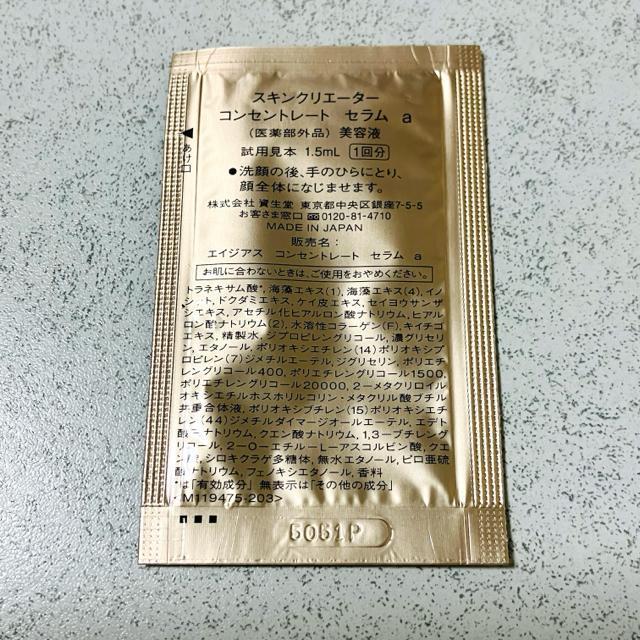 スキンクリエーター
コンセントレート セラム a
(医薬部外品) 美容液
試用見本 1.5mL 1回分
あけ口
●洗顔の後、手のひらにとり、
顔全体になじませます。
株式会社 資生堂 東京都中央区銀座7-5-5
お客さま窓口 0120-81-4710
MADE IN JAPAN
販売名:
エイジアス コンセントレート セラム a
お肌に合わないときは、ご使用をおやめください。
トラネキサム酸*、海藻エキス(1)、海藻エキス(4)、イノ
シット、ドクダミエキス、ケイ皮エキス、セイヨウサンザ
シエキス、アセチル化ヒアルロン酸ナトリウム、ヒアル
ロン酸ナトリウム(2)、水溶性コラーゲン(F)、キイチゴ
エキス、精製水、ジプロピレングリコール、濃グリセリ
ン、エタノール、ポリオキシエチレン(14)ポリオキシプ
ロピレン(7)ジメチルエーテル、ジグリセリン、ポリエチ
レングリコール400、ポリエチレングリコール1500、
ポリエチレングリコール20000、2-メタクリロイル
オキシエチルホスホリルコリン・メタクリル酸ブチル
共重合体液、ポリオキシブチレン(15)ポリオキシエチ
レン(44)ジメチルダイマージオールエーテル、エデト
酸二ナトリウム、クエン酸ナトリウム、1,3-ブチレングリ
コール、2-O-エチル-L-アスコルビン酸、クエ
ン酸、シロキクラゲ多糖体、無水エタノール、ピロ亜硫
酸ナトリウム、フェノキシエタノール、香料
*は「有効成分」無表示は「その他の成分」
<M119475-203>
5051P